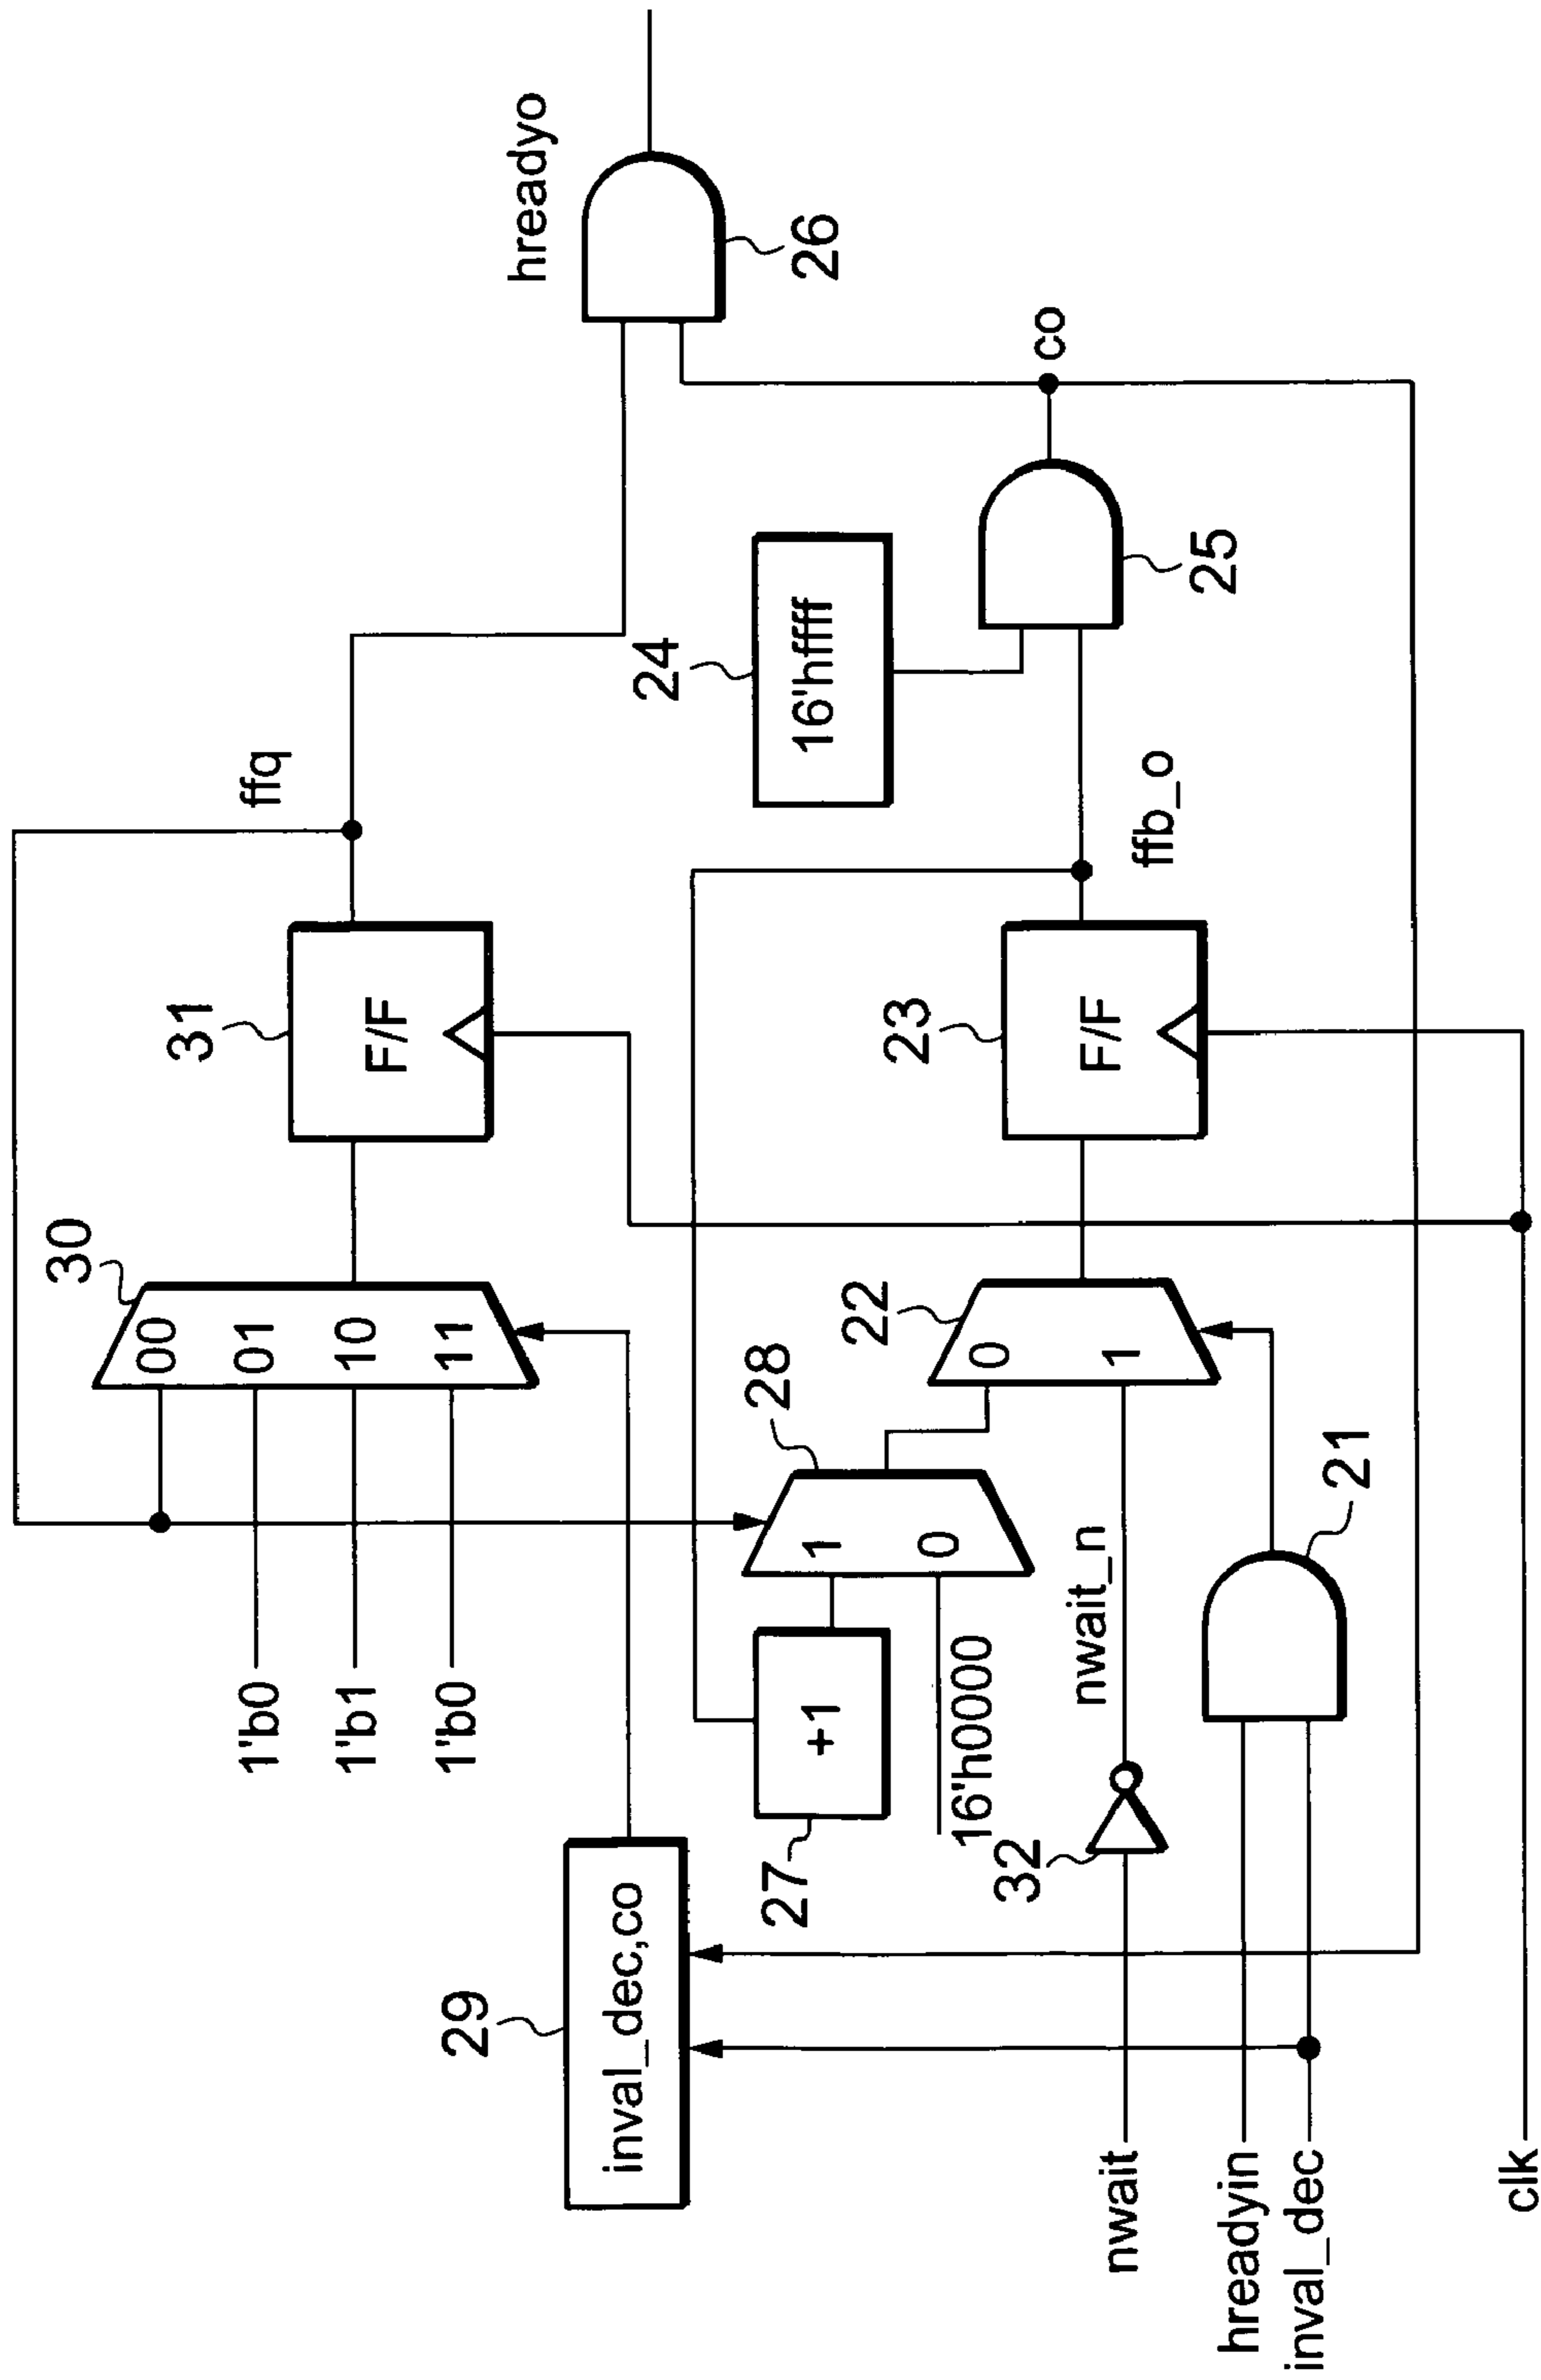 hreadyo
26
co
ffq
24
16'hffff
25
ffb_o
31
F/F
23
F/F
30
00
01
10
11
22
0
1
28
1
0
21
nwait_n
1'b0
1'b1
1'b0
+1
27
16'h0000
32
29
inval_dec,co
nwait
hreadyin
inval_dec
clk